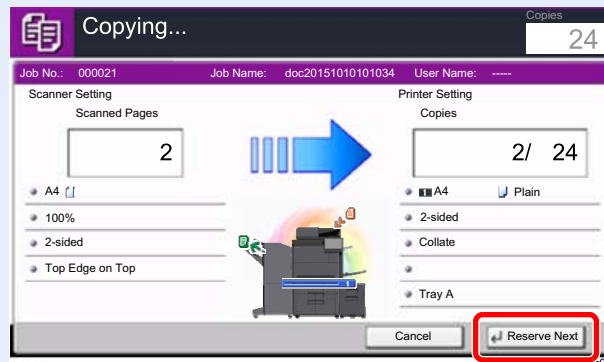 Copying...
Copies
24
Job No.: 000021 Job Name: doc20151010101034 User Name: -----
Scanner Setting Printer Setting
Scanned Pages Copies
2 2/ 24
A4 1 A4 Plain
100% 2-sided
2-sided Collate
Top Edge on Top
Tray A
1
Cancel Reserve Next